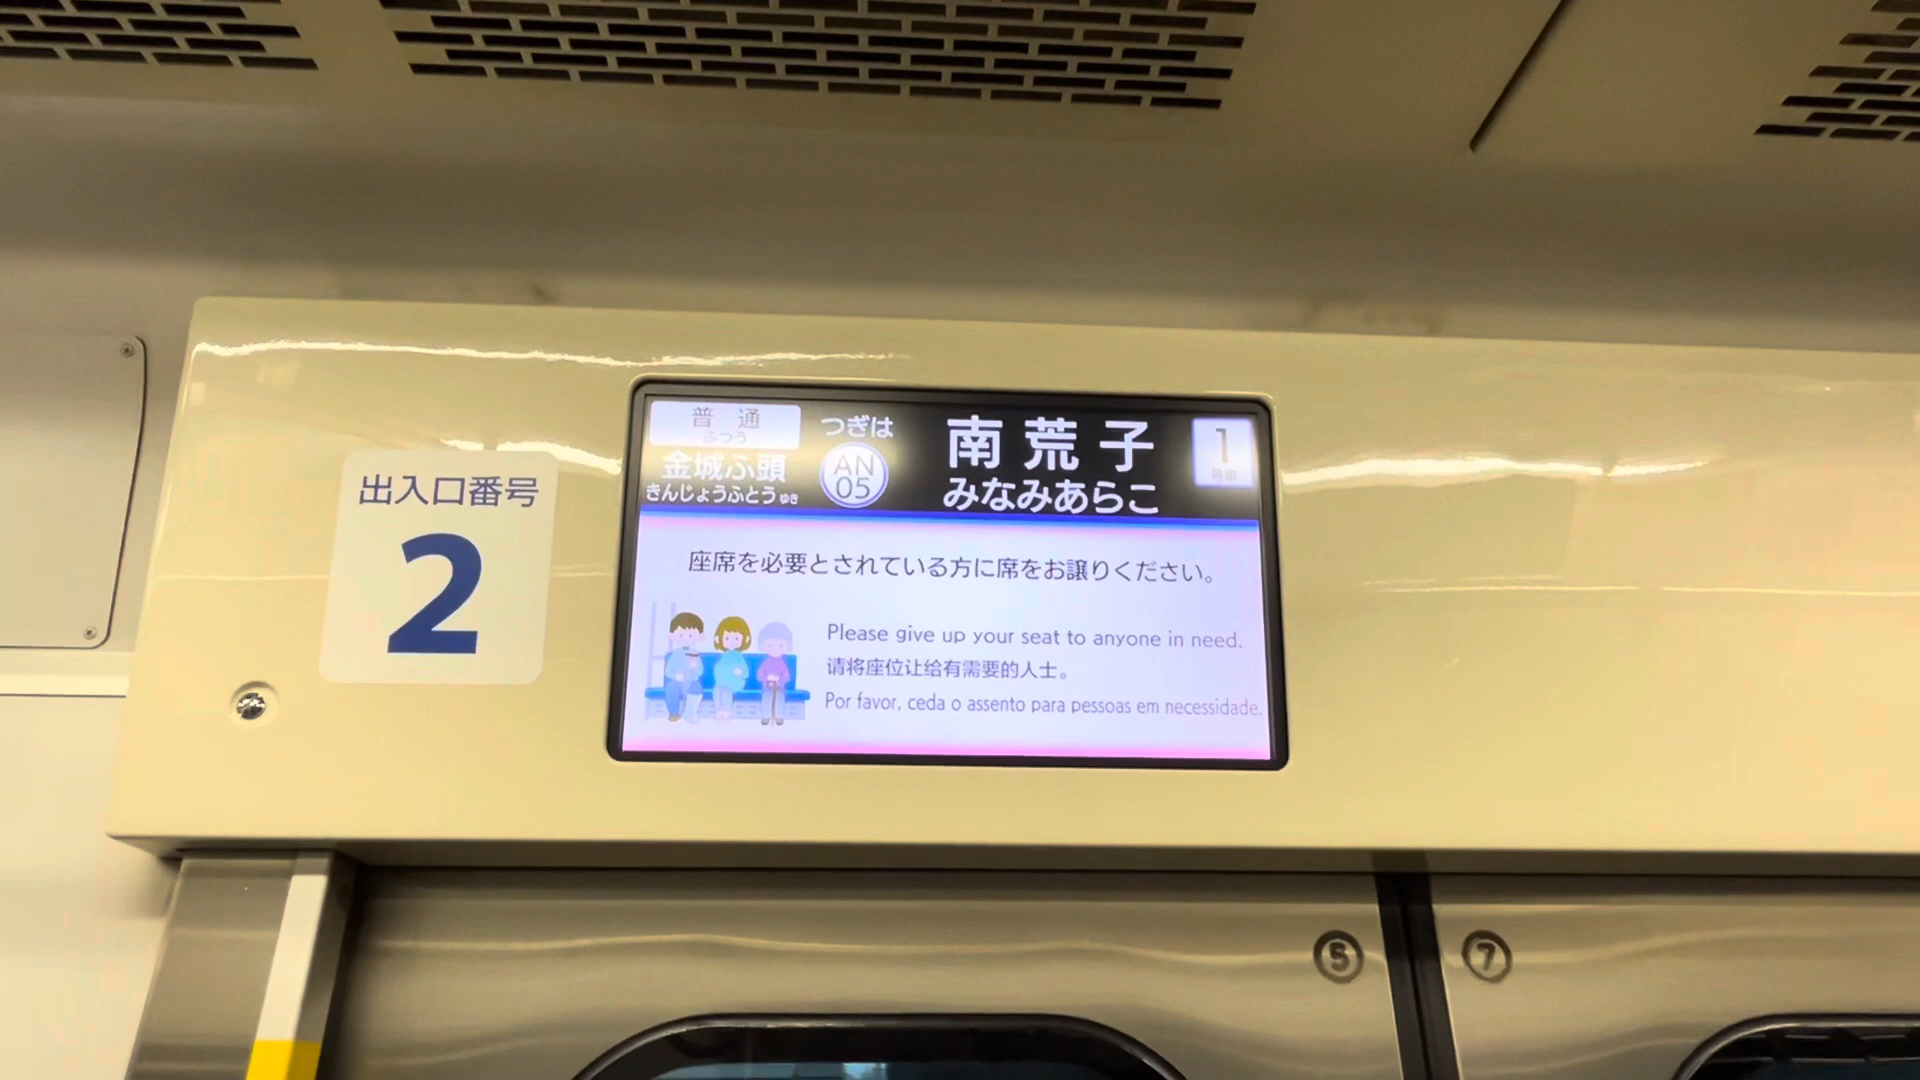 出入口番号
2
普通
ふつう
金城ふ頭
きんじょうふとうゆき
つぎは
AN
05
南荒子
みなみあらこ
1
号車
座席を必要とされている方に席をお譲りください。
Please give up your seat to anyone in need.
请将座位让给有需要的人士。
Por favor, ceda o assento para pessoas em necessidade.
5
7